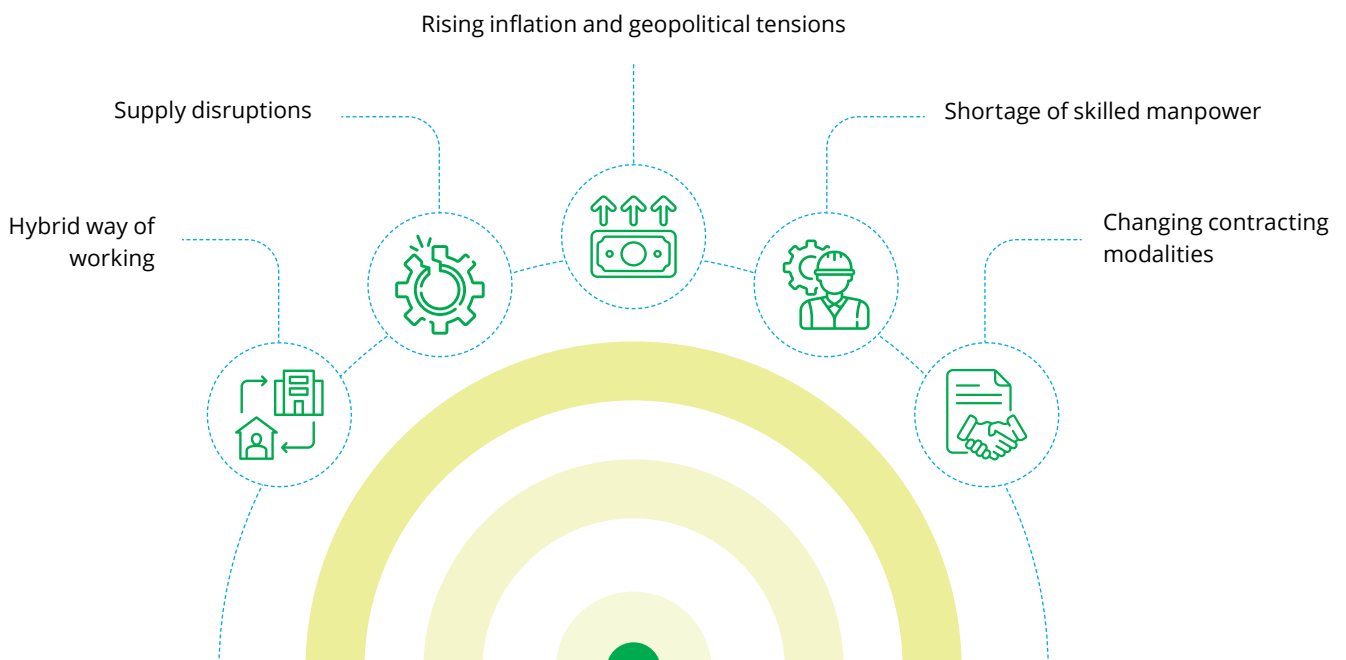 Rising inflation and geopolitical tensions
Supply disruptions
Shortage of skilled manpower
Hybrid way of
working
Changing contracting
modalities